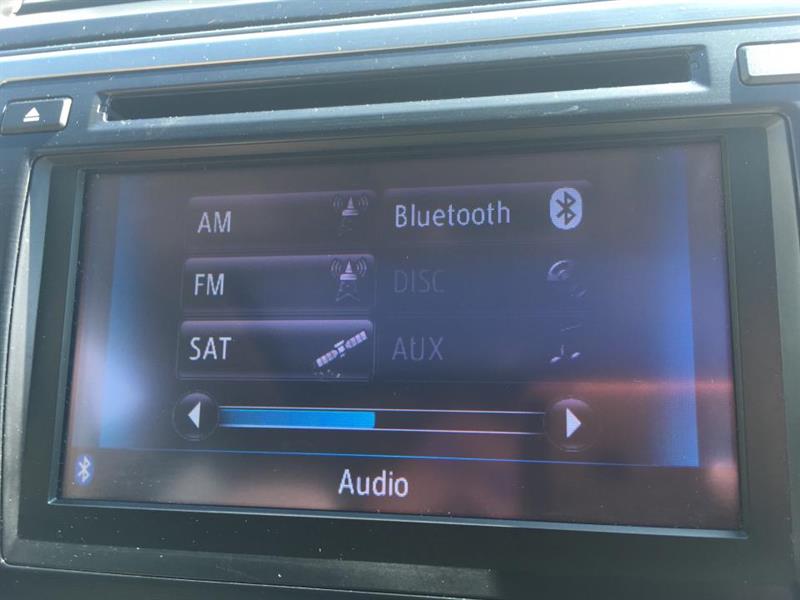 AM
Bluetooth
FM
DISC
SAT
AUX
Audio